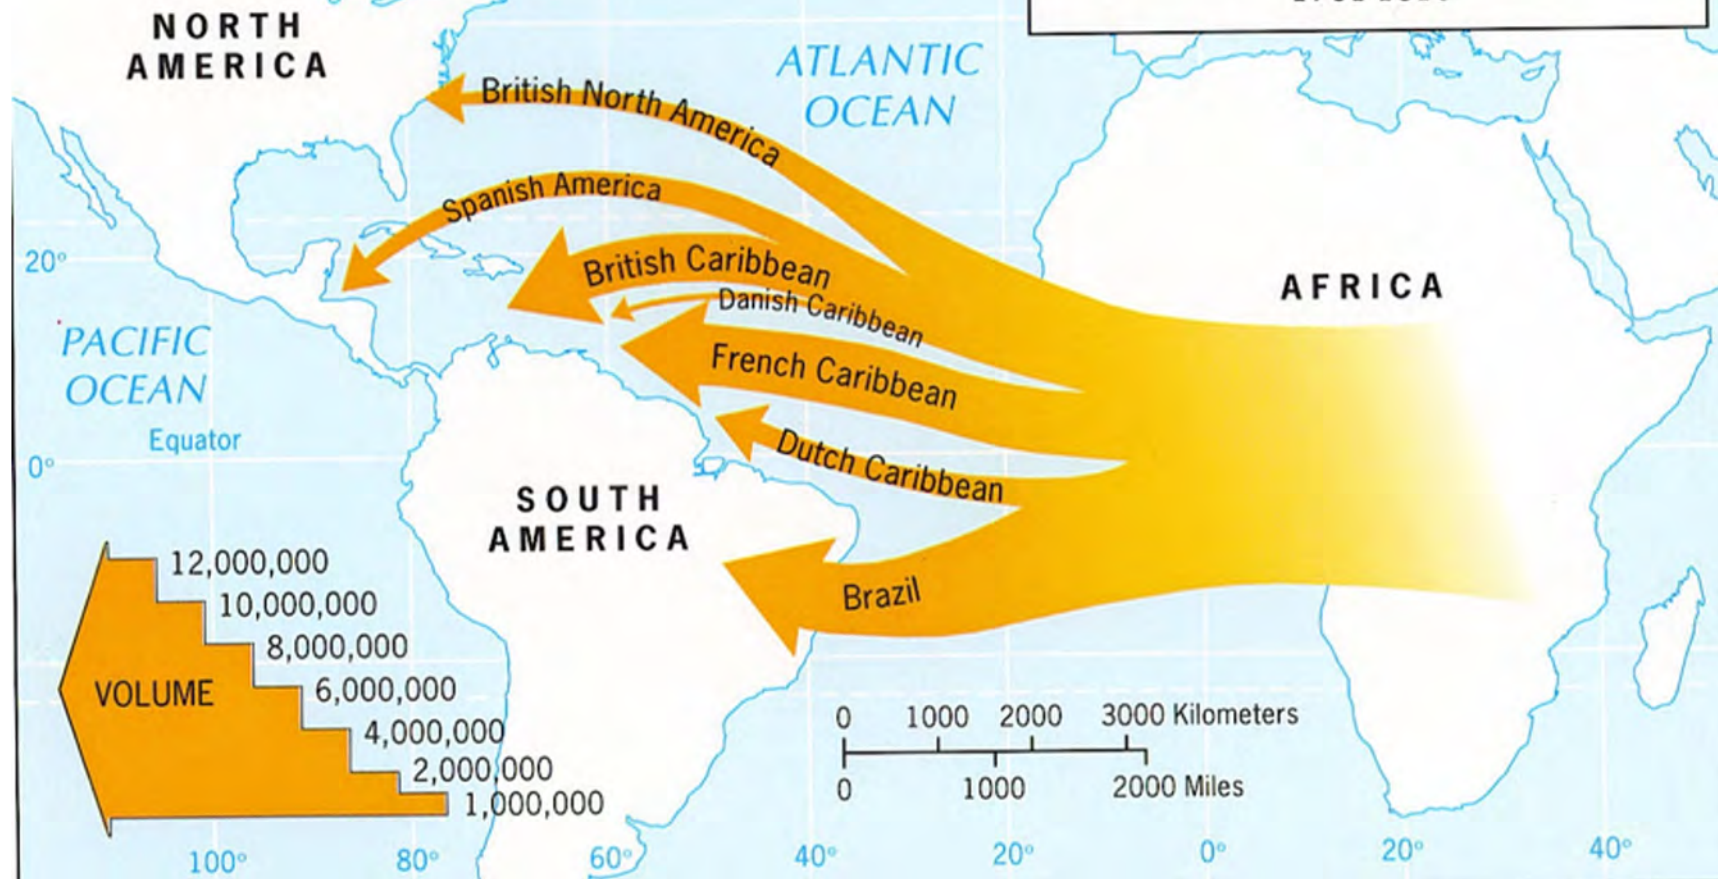 NORTH
AMERICA
ATLANTIC
OCEAN
British North America
Spanish America
20°
British Caribbean
Danish Caribbean
AFRICA
PACIFIC
OCEAN
French Caribbean
Equator
0°
Dutch Caribbean
SOUTH
AMERICA
Brazil
12,000,000
10,000,000
8,000,000
6,000,000
VOLUME
4,000,000
2,000,000
1,000,000
0 1000 2000 3000 Kilometers
0 1000 2000 Miles
100° 80° 60° 40° 20° 0° 20° 40°